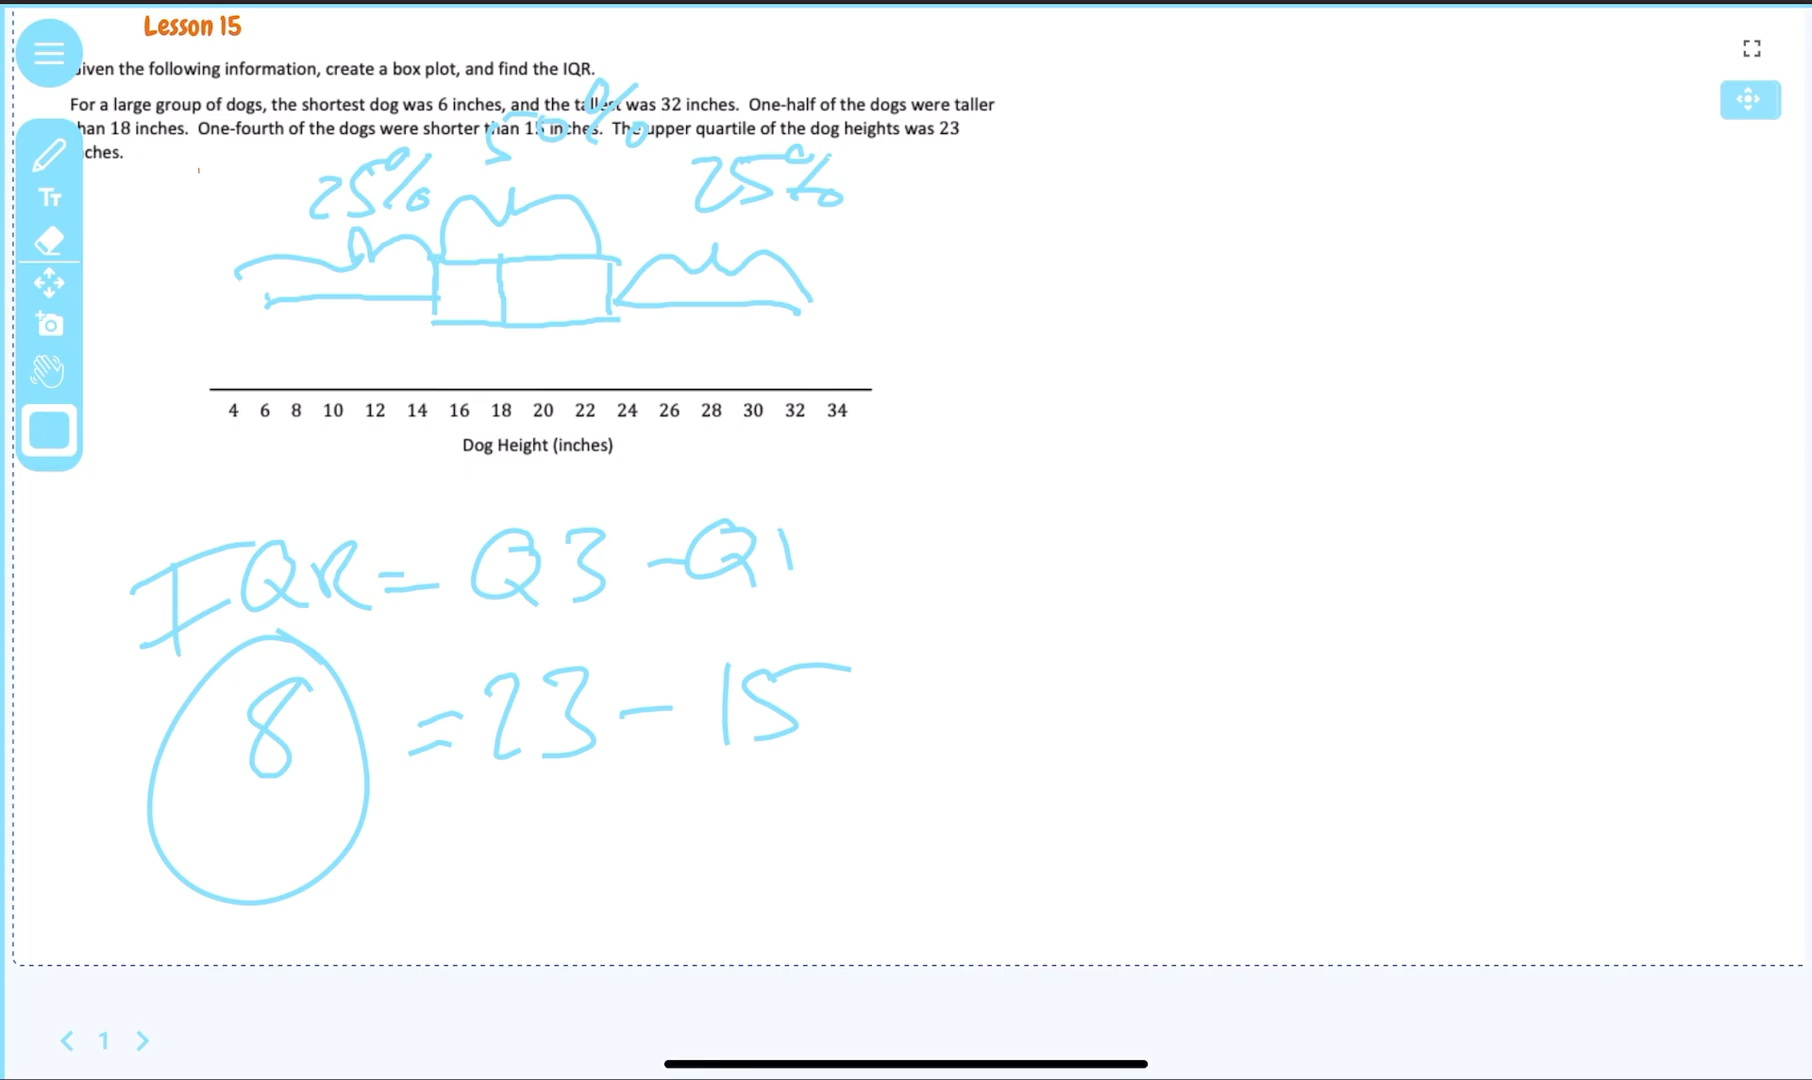 Lesson 15
iven the following information, create a box plot, and find the IQR.
For a large group of dogs, the shortest dog was 6 inches, and the tallest was 32 inches. One-half of the dogs were taller
han 18 inches. One-fourth of the dogs were shorter than 15 inches. The upper quartile of the dog heights was 23
ches.
25% 50% 25%
4 6 8 10 12 14 16 18 20 22 24 26 28 30 32 34
Dog Height (inches)
IQR = Q3 - Q1
8 = 23 - 15
TT
1